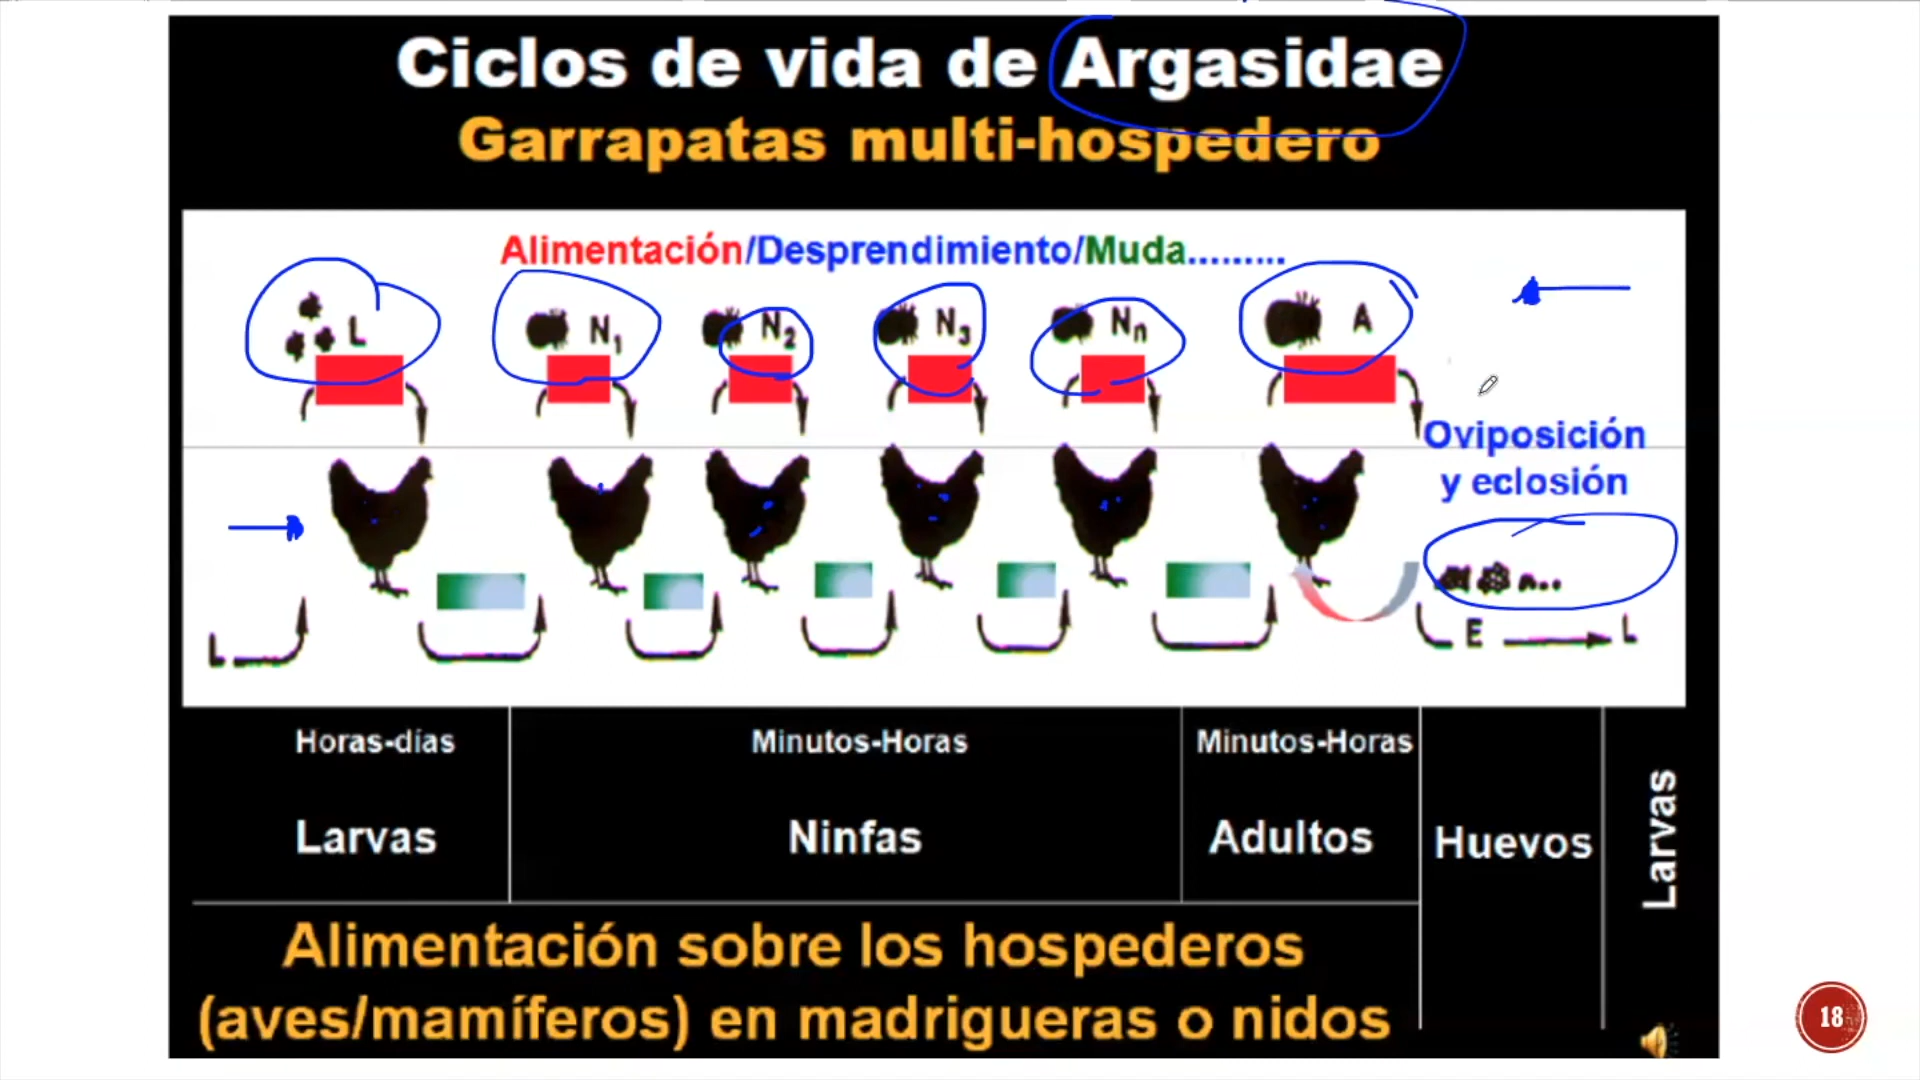 Ciclos de vida de Argasidae
Garrapatas multi-hospedero
Alimentación/Desprendimiento/Muda.........
L N₁ N₂ N₃ Nₙ A
Oviposición
y eclosión
L E L
Horas-días Minutos-Horas Minutos-Horas
Larvas Ninfas Adultos Huevos Larvas
Alimentación sobre los hospederos
(aves/mamíferos) en madrigueras o nidos
18